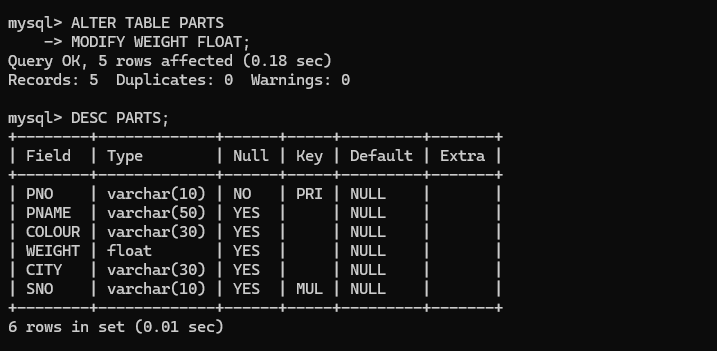 mysql> ALTER TABLE PARTS
    -> MODIFY WEIGHT FLOAT;
Query OK, 5 rows affected (0.18 sec)
Records: 5  Duplicates: 0  Warnings: 0

mysql> DESC PARTS;
+--------+-------------+------+-----+---------+-------+
| Field  | Type        | Null | Key | Default | Extra |
+--------+-------------+------+-----+---------+-------+
| PNO    | varchar(10) | NO   | PRI | NULL    |       |
| PNAME  | varchar(50) | YES  |     | NULL    |       |
| COLOUR | varchar(30) | YES  |     | NULL    |       |
| WEIGHT | float       | YES  |     | NULL    |       |
| CITY   | varchar(30) | YES  |     | NULL    |       |
| SNO    | varchar(10) | YES  | MUL | NULL    |       |
+--------+-------------+------+-----+---------+-------+
6 rows in set (0.01 sec)